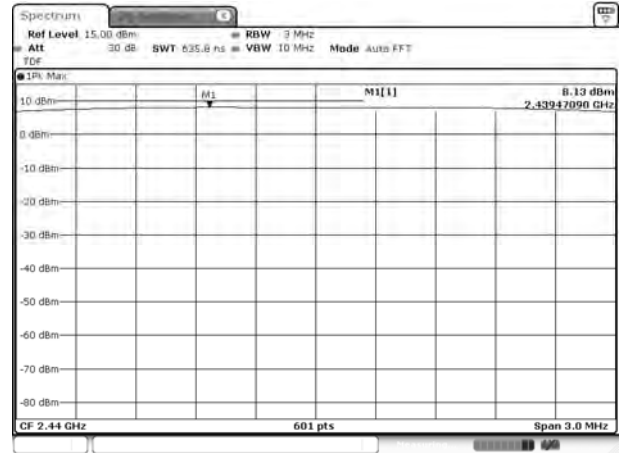 Spectrum
Ref Level 15.00 dBm RBW 3 MHz
Att 30 dB SWT 635.8 ns VBW 10 MHz Mode Auto FFT
TDF
1Pk Max
M1[1] 8.13 dBm
2.43947090 GHz
M1
10 dBm
0 dBm
-10 dBm
-20 dBm
-30 dBm
-40 dBm
-50 dBm
-60 dBm
-70 dBm
-80 dBm
CF 2.44 GHz 601 pts Span 3.0 MHz